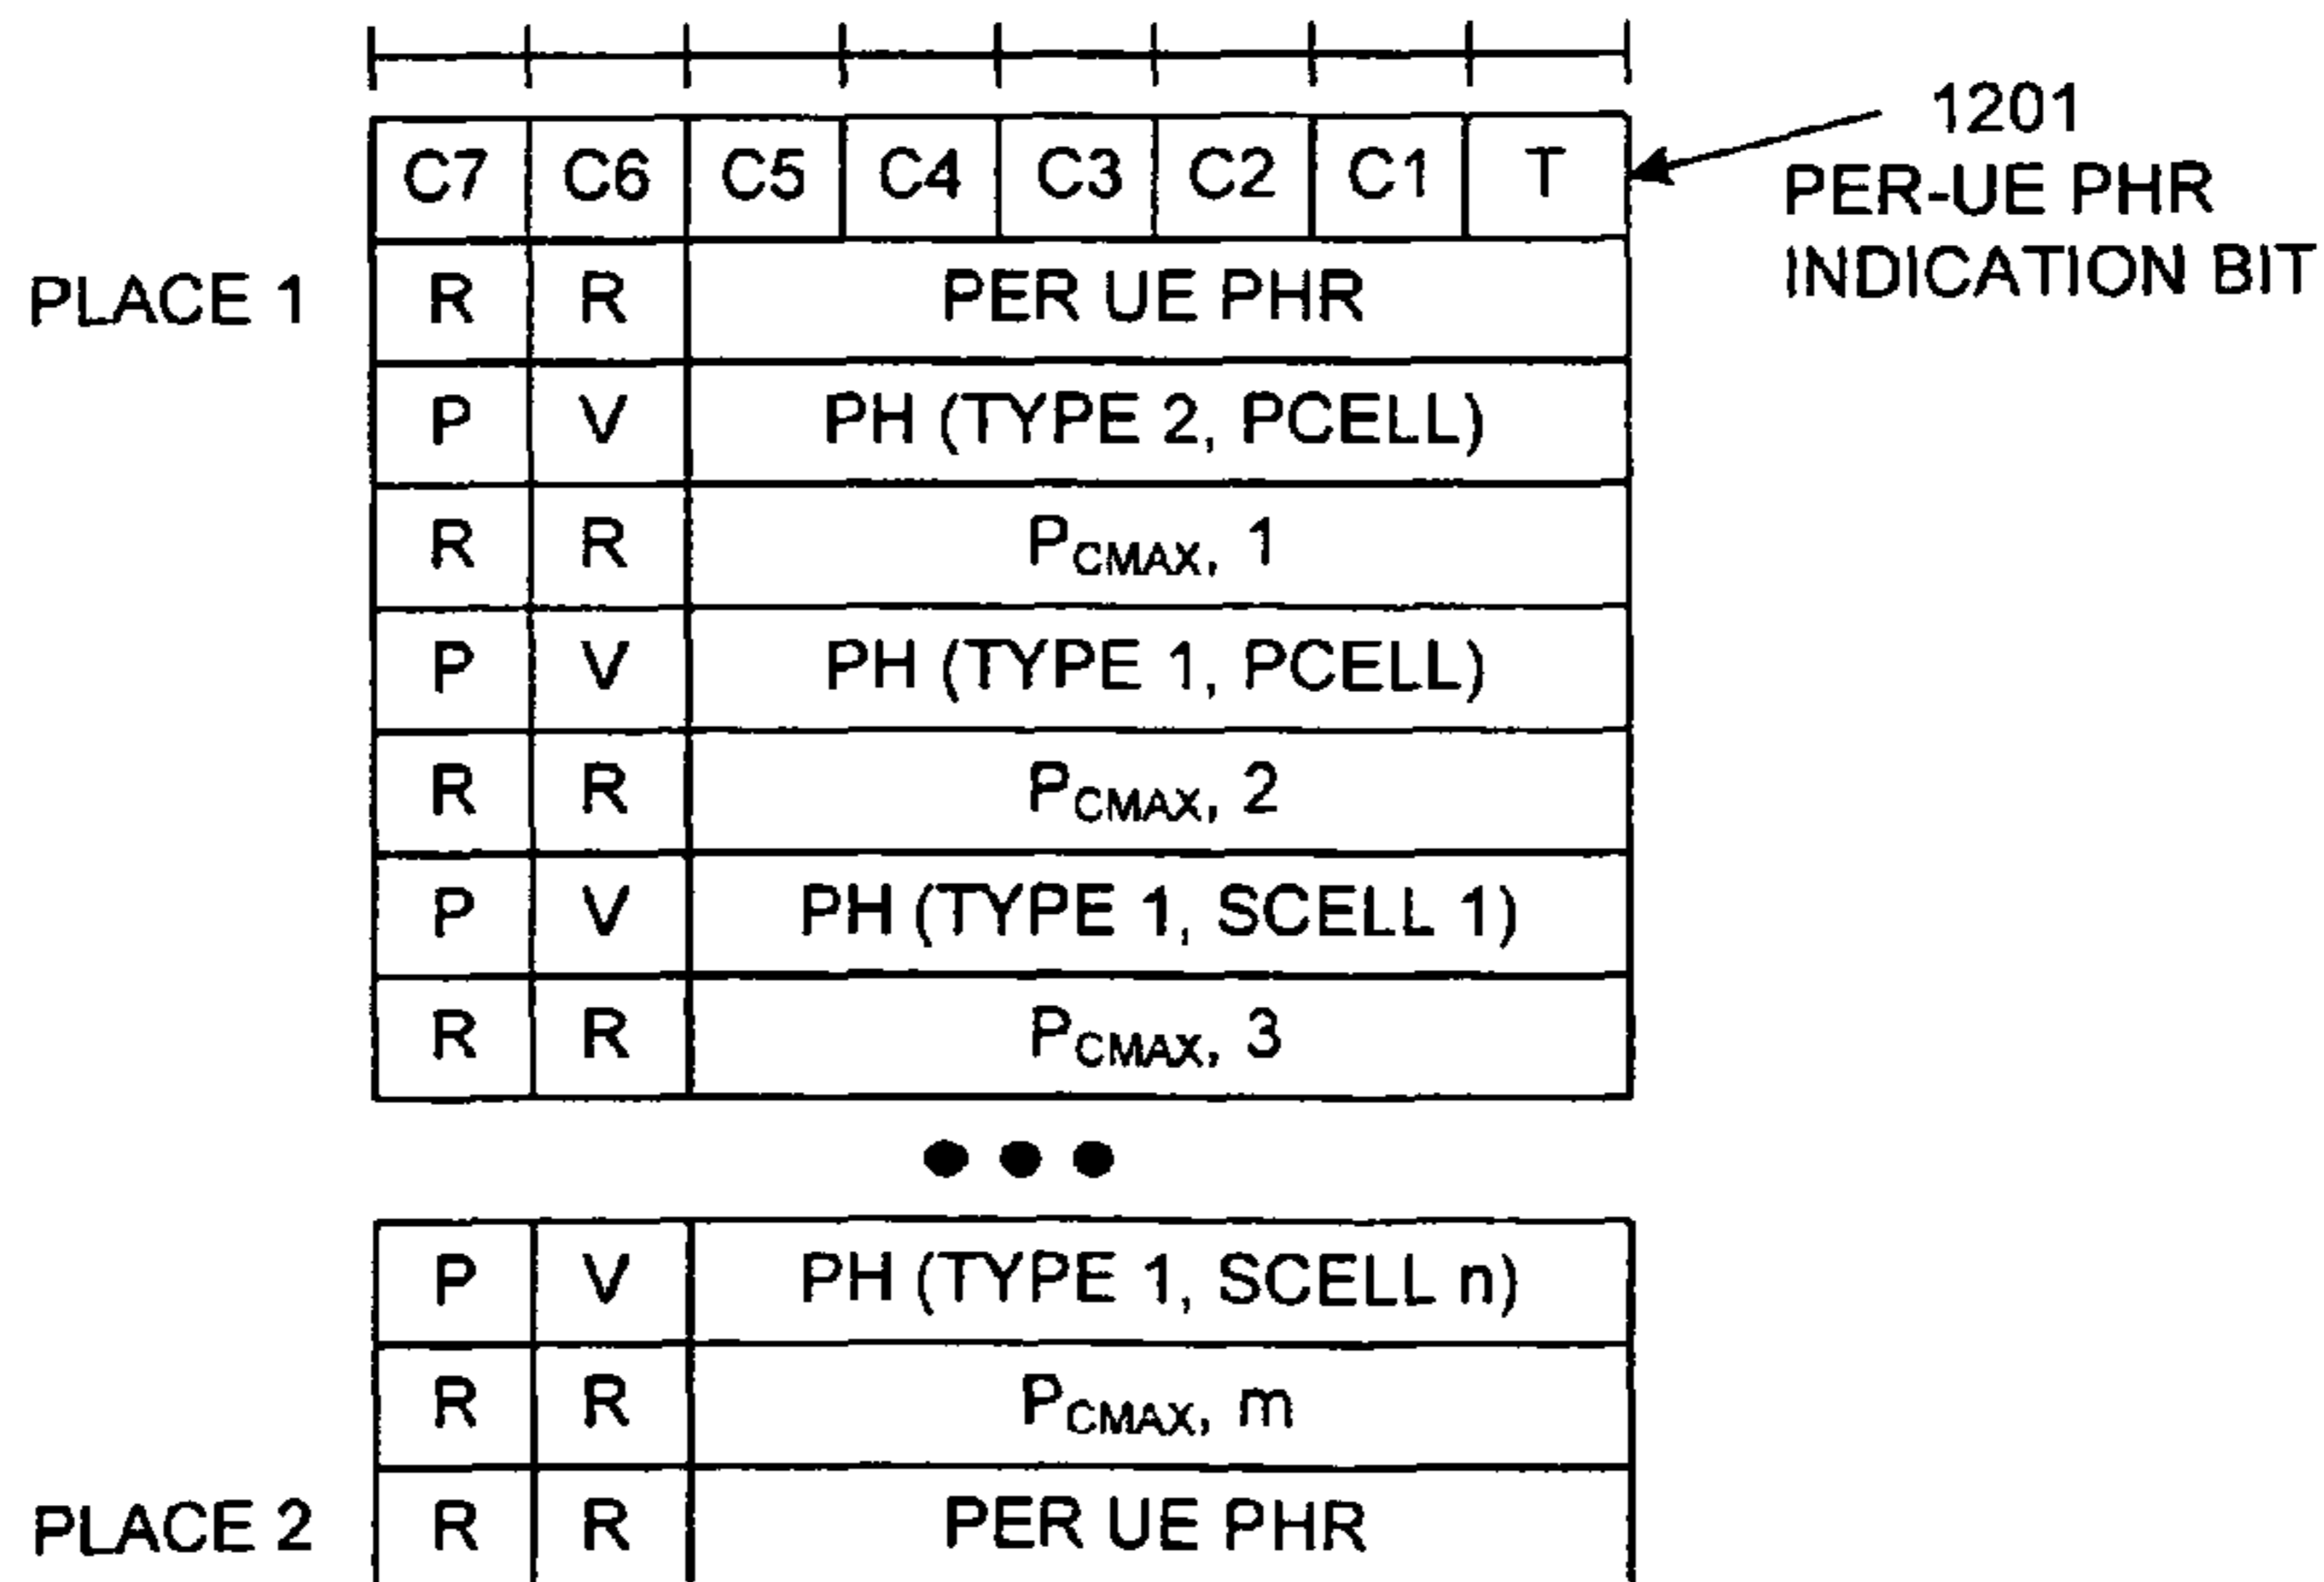 C7 C6 C5 C4 C3 C2 C1 T
1201
PER-UE PHR
INDICATION BIT
PLACE 1 R R PER UE PHR
P V PH (TYPE 2, PCELL)
R R PCMAX, 1
P V PH (TYPE 1, PCELL)
R R PCMAX, 2
P V PH (TYPE 1, SCELL 1)
R R PCMAX, 3
P V PH (TYPE 1, SCELL n)
R R PCMAX, m
PLACE 2 R R PER UE PHR